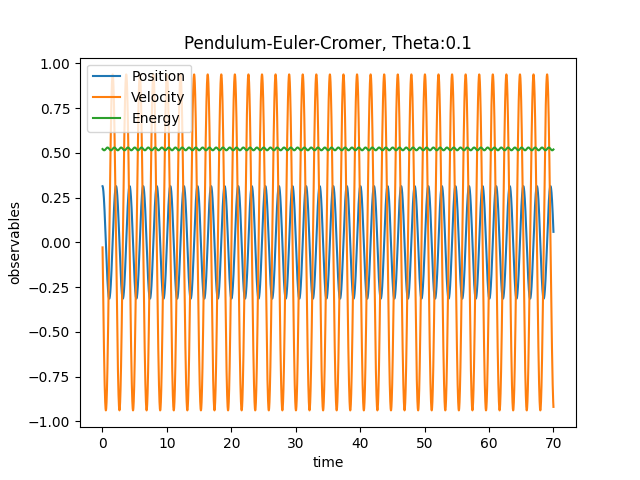 Pendulum-Euler-Cromer, Theta:0.1
1.00
0.75
0.50
0.25
0.00
−0.25
−0.50
−0.75
−1.00
observables
Position
Velocity
Energy
0 10 20 30 40 50 60 70
time